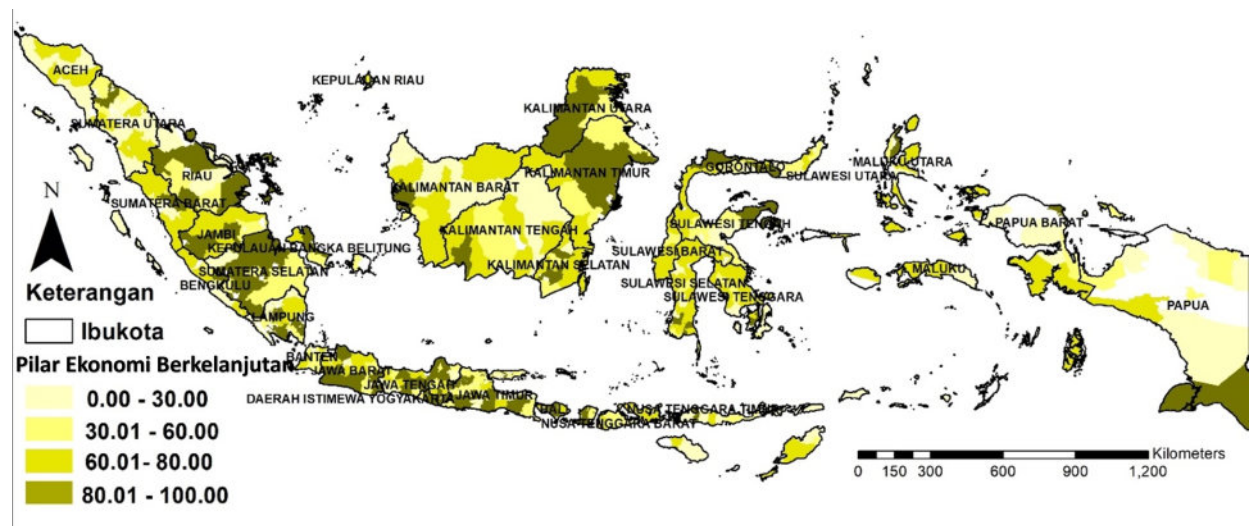 ACEH
KEPULAUAN RIAU
SUMATERA UTARA
KALIMANTAN UTARA
RIAU
KALIMANTAN BARAT
KALIMANTAN TIMUR
GORONTALO
SULAWESI UTARA
MALUKU UTARA
SUMATERA BARAT
PAPUA BARAT
JAMBI
KALIMANTAN TENGAH
SULAWESI TENGAH
KEPULAUAN BANGKA BELITUNG
SULAWESI BARAT
SUMATERA SELATAN
KALIMANTAN SELATAN
MALUKU
BENGKULU
SULAWESI SELATAN
SULAWESI TENGGARA
PAPUA
LAMPUNG
BANTEN
JAWA BARAT
JAWA TENGAH
JAWA TIMUR
DAERAH ISTIMEWA YOGYAKARTA
BALI
NUSA TENGGARA TIMUR
NUSA TENGGARA BARAT
N
Keterangan
Ibukota
Pilar Ekonomi Berkelanjutan
0.00 - 30.00
30.01 - 60.00
60.01- 80.00
80.01 - 100.00
Kilometers
0 150 300 600 900 1,200